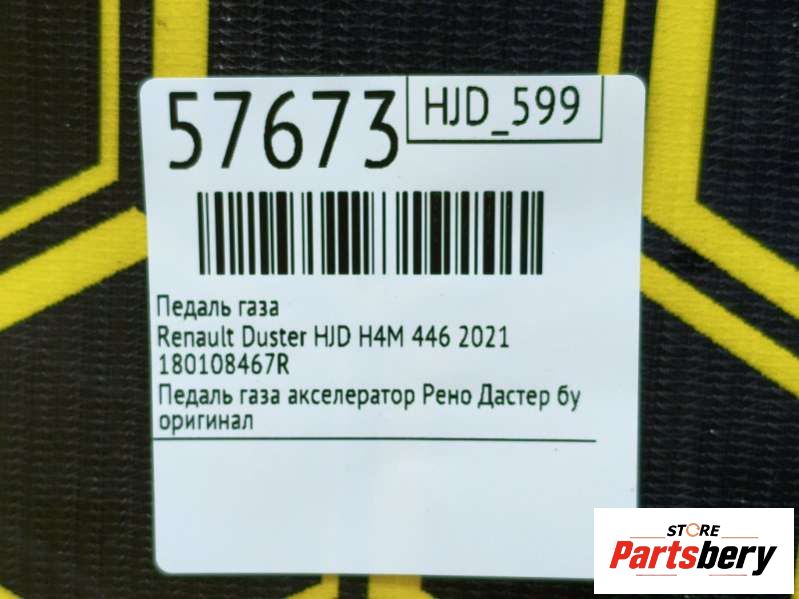 57673
HJD_599
Педаль газа
Renault Duster HJD H4M 446 2021
180108467R
Педаль газа акселератор Рено Дастер бу
оригинал
STORE
Partsbery